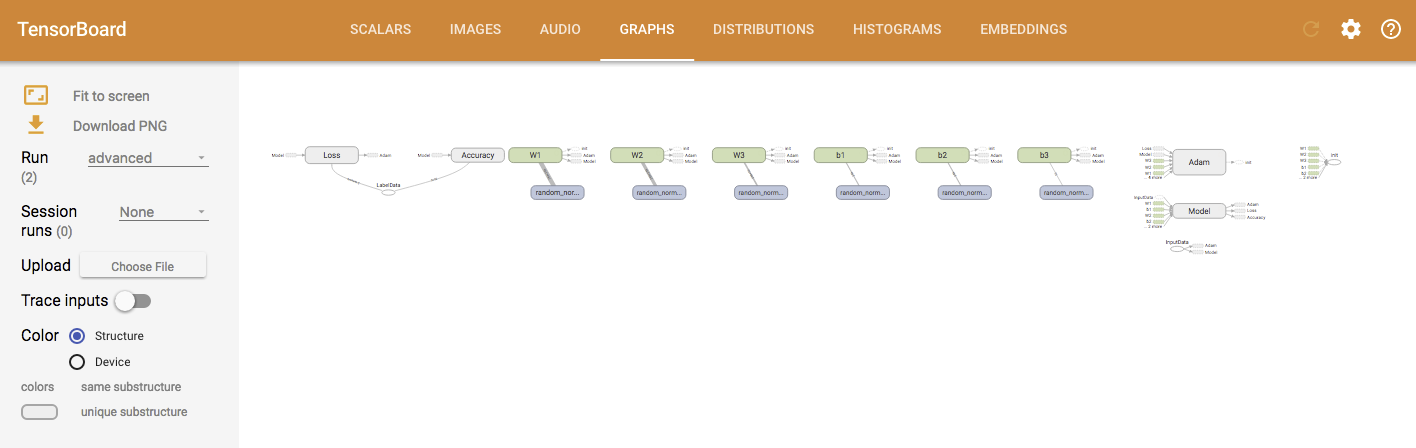 TensorBoard
SCALARS IMAGES AUDIO GRAPHS DISTRIBUTIONS HISTOGRAMS EMBEDDINGS
Fit to screen
Download PNG
Run
(2)
advanced
Session
runs (0)
None
Upload
Choose File
Trace inputs
Color
Structure
Device
colors same substructure
unique substructure
Model Loss Adam
Model Accuracy
LabelData
W1
init
Adam
Model
random_nor...
W2
init
Adam
Model
random_norm...
W3
init
Adam
Model
random_norm...
b1
init
Adam
Model
random_norm...
b2
init
Adam
Model
random_norm...
b3
init
Adam
Model
random_norm...
Loss
Model
W3
W1
... 8 more
Adam
init
InputData
W1
b1
W2
b2
... 2 more
Model
Adam
Loss
Accuracy
InputData
Adam
Model
W1
W2
W3
b1
b2
... 2 more
init